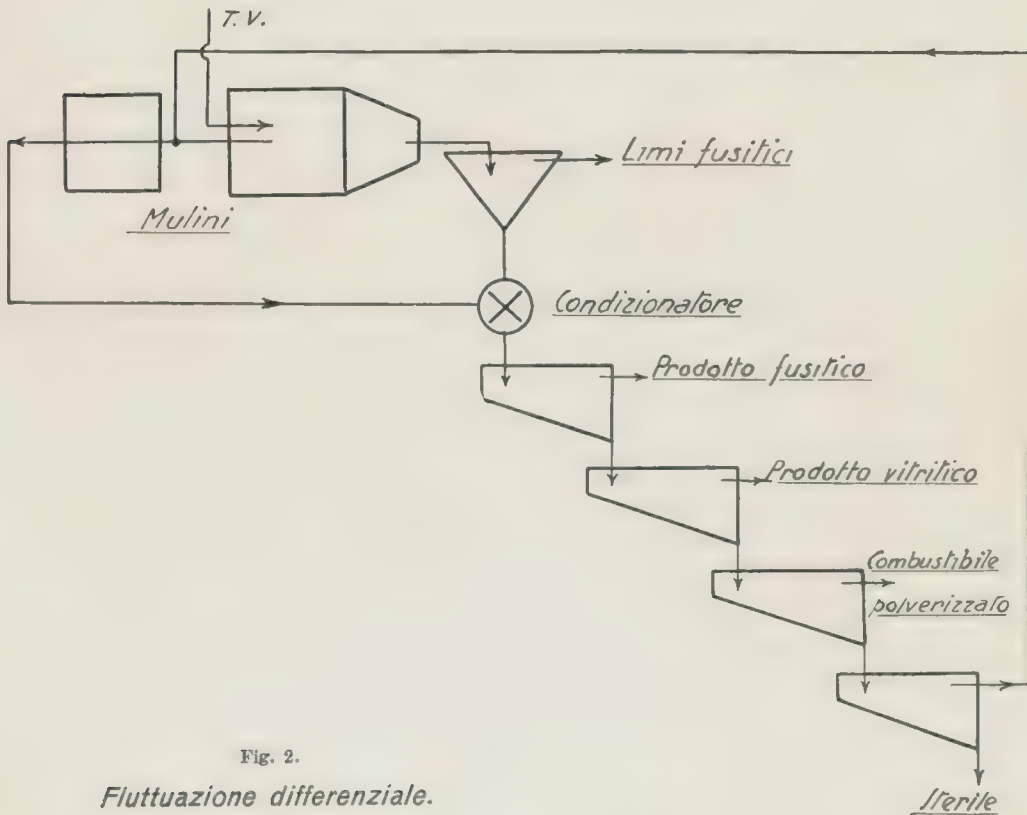 T. V.
Limi fusitici
Mulini
Condizionatore
Prodotto fusitico
Prodotto vitritico
Combustibile
polverizzato
Sterile
Fig. 2.
Fluttuazione differenziale.